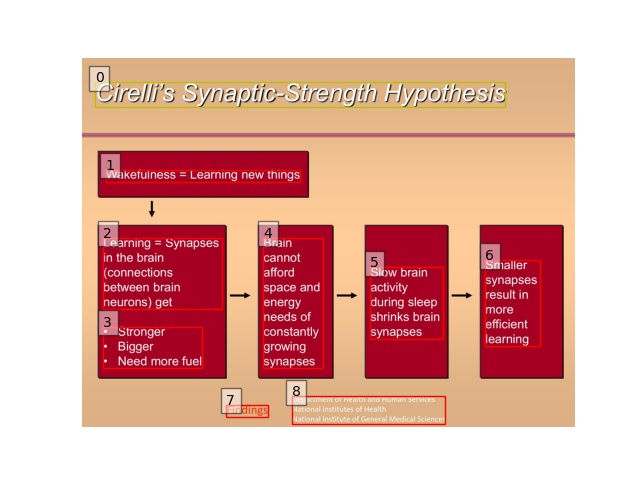 0
Cirelli's Synaptic-Strength Hypothesis
1
Wakefulness = Learning new things
2
Learning = Synapses
in the brain
(connections
between brain
neurons) get
3
• Stronger
• Bigger
• Need more fuel
4
Brain
cannot
afford
space and
energy
needs of
constantly
growing
synapses
5
Slow brain
activity
during sleep
shrinks brain
synapses
6
Smaller
synapses
result in
more
efficient
learning
7
8
Department of Health and Human Services
National Institutes of Health
National Institute of General Medical Sciences